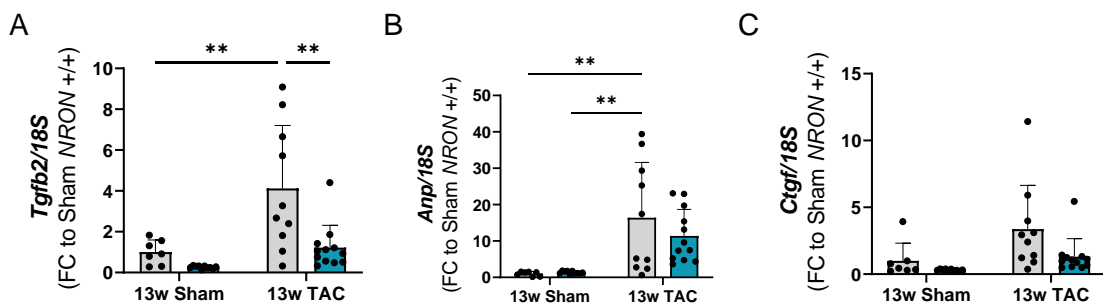 A
Tgfb2/18S
(FC to Sham NRON +/+)
10
8
6
4
2
0
** **
13w Sham 13w TAC
B
Anp/18S
(FC to Sham NRON +/+)
50
40
30
20
10
0
**
**
13w Sham 13w TAC
C
Ctgf/18S
(FC to Sham NRON +/+)
15
10
5
0
13w Sham 13w TAC